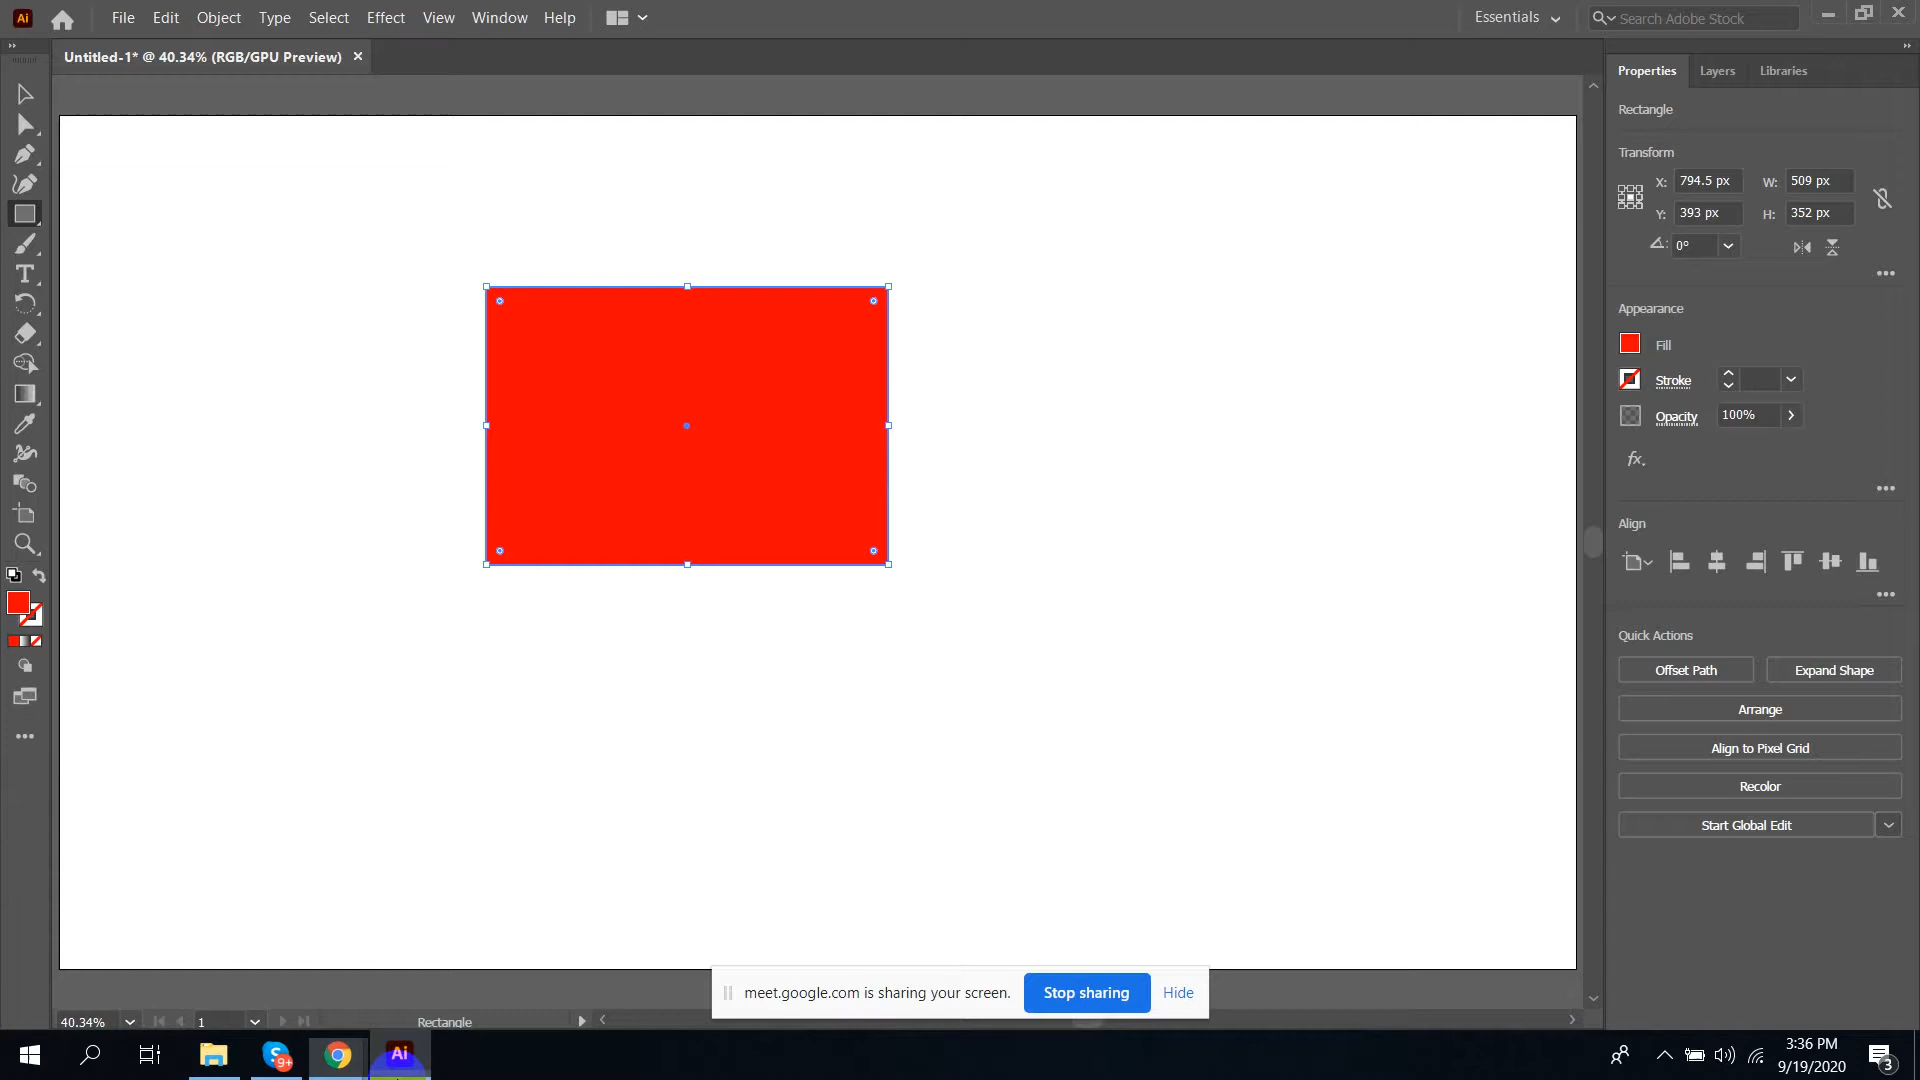 Ai File Edit Object Type Select Effect View Window Help Essentials Search Adobe Stock
Untitled-1* @ 40.34% (RGB/GPU Preview) ×
Properties Layers Libraries
Rectangle
Transform
X: 794.5 px W: 509 px
Y: 393 px H: 352 px
0°
Appearance
Fill
Stroke
Opacity 100%
fx.
Align
Quick Actions
Offset Path Expand Shape
Arrange
Align to Pixel Grid
Recolor
Start Global Edit
meet.google.com is sharing your screen. Stop sharing Hide
40.34% 1 Rectangle
S 9+ Ai
3:36 PM
9/19/2020
3